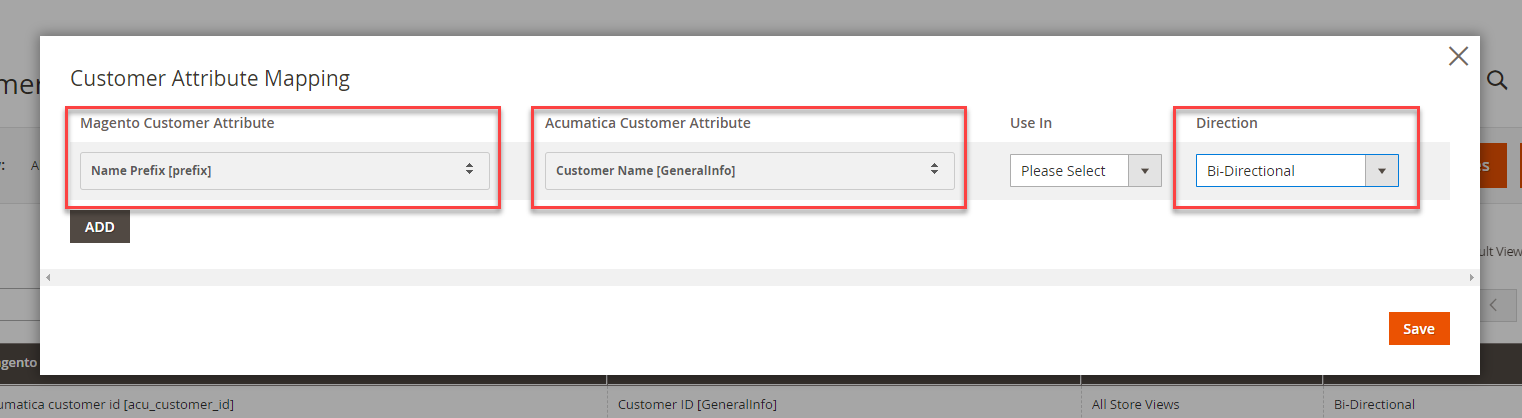 Customer Attribute Mapping
Magento Customer Attribute Acumatica Customer Attribute Use In Direction
Name Prefix [prefix] Customer Name [GeneralInfo] Please Select Bi-Directional
ADD
Save
umatica customer id [acu_customer_id] Customer ID [GeneralInfo] All Store Views Bi-Directional